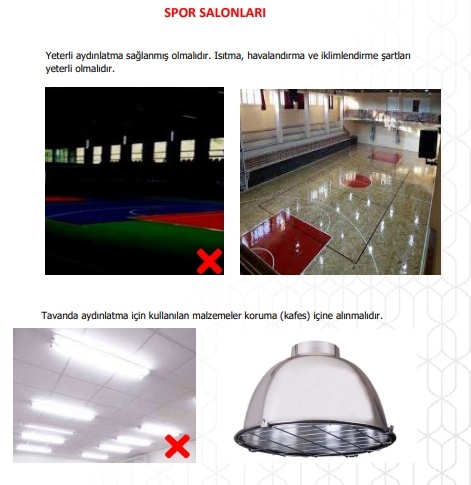 SPOR SALONLARI
Yeterli aydınlatma sağlanmış olmalıdır. Isıtma, havalandırma ve iklimlendirme şartları
yeterli olmalıdır.
Tavanda aydınlatma için kullanılan malzemeler koruma (kafes) içine alınmalıdır.